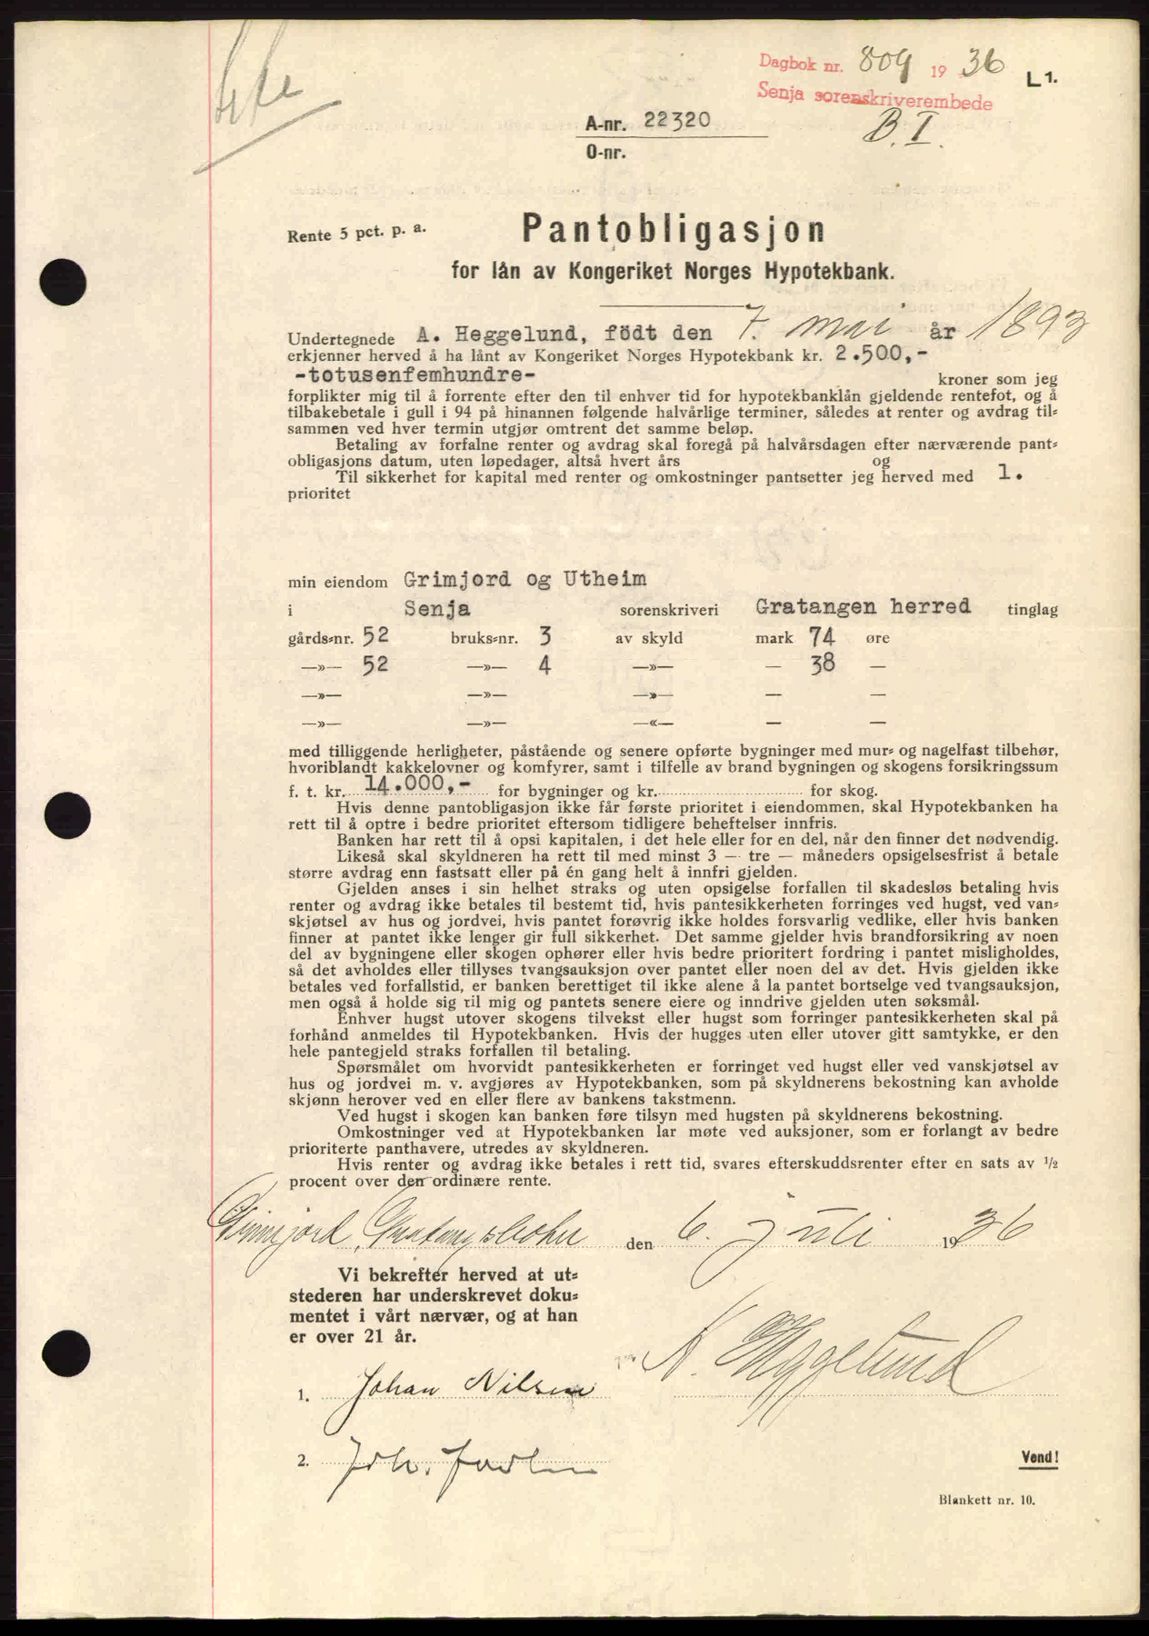 Dagbok nr. 809 1936
Senja sorenskriverembede
L 1.
A-nr. 22320
B. I.
O-nr.
Rente 5 pct. p. a.
Pantobligasjon
for lån av Kongeriket Norges Hypotekbank.
Undertegnede A. Heggelund, födt den 7. mai år 1893
erkjenner herved å ha lånt av Kongeriket Norges Hypotekbank kr. 2.500,-
-totusenfemhundre- kroner som jeg
forplikter mig til å forrente efter den til enhver tid for hypotekbanklån gjeldende rentefot, og å
tilbakebetale i gull i 94 på hinannen følgende halvårlige terminer, således at renter og avdrag til=
sammen ved hver termin utgjør omtrent det samme beløp.
Betaling av forfalne renter og avdrag skal foregå på halvårsdagen efter nærværende pant=
obligasjons datum, uten løpedager, altså hvert års og
Til sikkerhet for kapital med renter og omkostninger pantsetter jeg herved med 1.
prioritet
min eiendom Grimjord og Utheim
i Senja sorenskriveri Gratangen herred tinglag
gårds=nr. 52 bruks=nr. 3 av skyld mark 74 øre
—»— 52 —»— 4 —»— — 38 —
—»— —»— —»— — —
—»— —»— —«— — —
med tilliggende herligheter, påstående og senere opførte bygninger med mur= og nagelfast tilbehør,
hvoriblandt kakkelovner og komfyrer, samt i tilfelle av brand bygningen og skogens forsikringssum
f. t. kr. 14.000,- for bygninger og kr. for skog.
Hvis denne pantobligasjon ikke får første prioritet i eiendommen, skal Hypotekbanken ha
rett til å optre i bedre prioritet eftersom tidligere beheftelser innfris.
Banken har rett til å opsi kapitalen, i det hele eller for en del, når den finner det nødvendig.
Likeså skal skyldneren ha rett til med minst 3 — tre — måneders opsigelsesfrist å betale
større avdrag enn fastsatt eller på én gang helt å innfri gjelden.
Gjelden anses i sin helhet straks og uten opsigelse forfallen til skadesløs betaling hvis
renter og avdrag ikke betales til bestemt tid, hvis pantesikkerheten forringes ved hugst, ved van=
skjøtsel av hus og jordvei, hvis pantet forøvrig ikke holdes forsvarlig vedlike, eller hvis banken
finner at pantet ikke lenger gir full sikkerhet. Det samme gjelder hvis brandforsikring av noen
del av bygningene eller skogen ophører eller hvis bedre prioritert fordring i pantet misligholdes,
så det avholdes eller tillyses tvangsauksjon over pantet eller noen del av det. Hvis gjelden ikke
betales ved forfallstid, er banken berettiget til ikke alene å la pantet bortselge ved tvangsauksjon,
men også å holde sig til mig og pantets senere eiere og inndrive gjelden uten søksmål.
Enhver hugst utover skogens tilvekst eller hugst som forringer pantesikkerheten skal på
forhånd anmeldes til Hypotekbanken. Hvis der hugges uten eller utover gitt samtykke, er den
hele pantegjeld straks forfallen til betaling.
Spørsmålet om hvorvidt pantesikkerheten er forringet ved hugst eller ved vanskjøtsel av
hus og jordvei m. v. avgjøres av Hypotekbanken, som på skyldnerens bekostning kan avholde
skjønn herover ved en eller flere av bankens takstmenn.
Ved hugst i skogen kan banken føre tilsyn med hugsten på skyldnerens bekostning.
Omkostninger ved at Hypotekbanken lar møte ved auksjoner, som er forlangt av bedre
prioriterte panthavere, utredes av skyldneren.
Hvis renter og avdrag ikke betales i rett tid, svares efterskuddsrenter efter en sats av 1/2
procent over den ordinære rente.
Grimjord, Gratangsbotn den 6. juli 1936
Vi bekrefter herved at ut=
stederen har underskrevet doku=
mentet i vårt nærvær, og at han
er over 21 år.
A. Heggelund
1. Johan Nilsen
2. Joh.
Vend!
Blankett nr. 10.